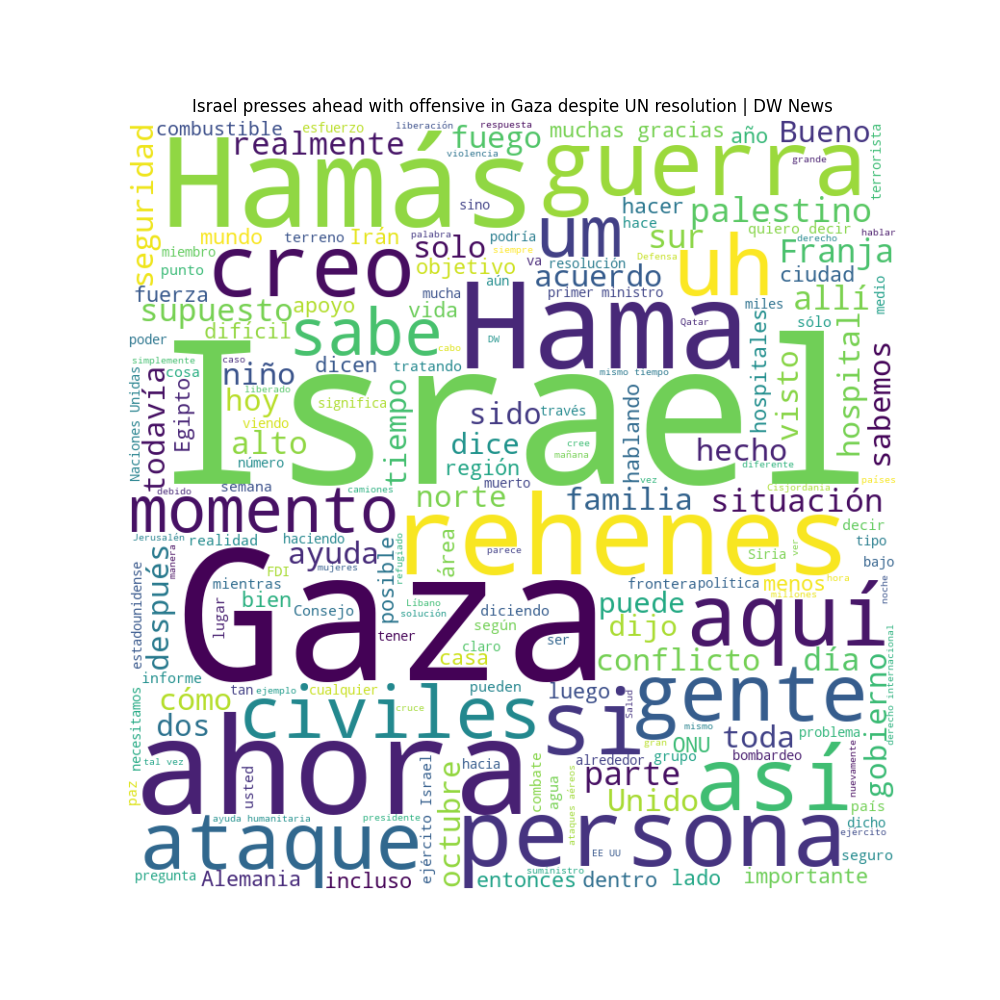 Israel presses ahead with offensive in Gaza despite UN resolution | DW News
seguridad
combustible
esfuerzo
liberación
respuesta
realmente
fuego
muchas gracias
año
Bueno
terrorista
violencia
Hamás
guerra
grande
sino
hacer
palestino
mundo
terreno
Irán
palabra
solo
podría
um
hace
sur
quiero decir
derecho
hablar
miembro
creo
siempre
uh
Franja
punto
objetivo
va
resolución
Defensa
acuerdo
ciudad
medio
fuerza
aún
mucha
primer ministro
allí
supuesto
apoyo
vida
Hama
miles
difícil
sabe
Qatar
sólo
hospital
poder
DW
hospitales
simplemente
caso
cabo
visto
sabemos
cosa
niño
dicen
tratando
mismo tiempo
Naciones Unidas
todavía
Egipto
liberado
Israel
hoy
significa
tiempo
sido
través
hablando
viendo
alto
dice
cree
hecho
número
región
mañana
diferente
semana
muerto
vez
Cisjordania
países
debido
camiones
norte
familia
situación
momento
rehenes
decir
Jerusalén
realidad
haciendo
área
tipo
después
manera
ayuda
posible
refugiado
parece
Siria
ver
bajo
estadounidense
FDI
mujeres
mientras
frontera
política
menos
hora
noche
lugar
bien
Consejo
Líbano
solución
diciendo
puede
millones
aquí
Gaza
tener
según
dijo
claro
ser
casa
conflicto
día
gobierno
derecho internacional
informe
cómo
tan
ejemplo
cualquier
pueden
luego
Salud
gente
necesitamos
dos
civiles
cruce
si
mismo
toda
problema
tal vez
ahora
hacia
gran
ONU
grupo
bombardeo
nuevamente
paz
usted
ejército Israel
octubre
combate
agua
ataques aéreos
alrededor
parte
así
Unido
país
ayuda humanitaria
presidente
persona
dicho
ejército
ataque
EE UU
seguro
pregunta
Alemania
incluso
entonces
suministro
dentro
lado
importante